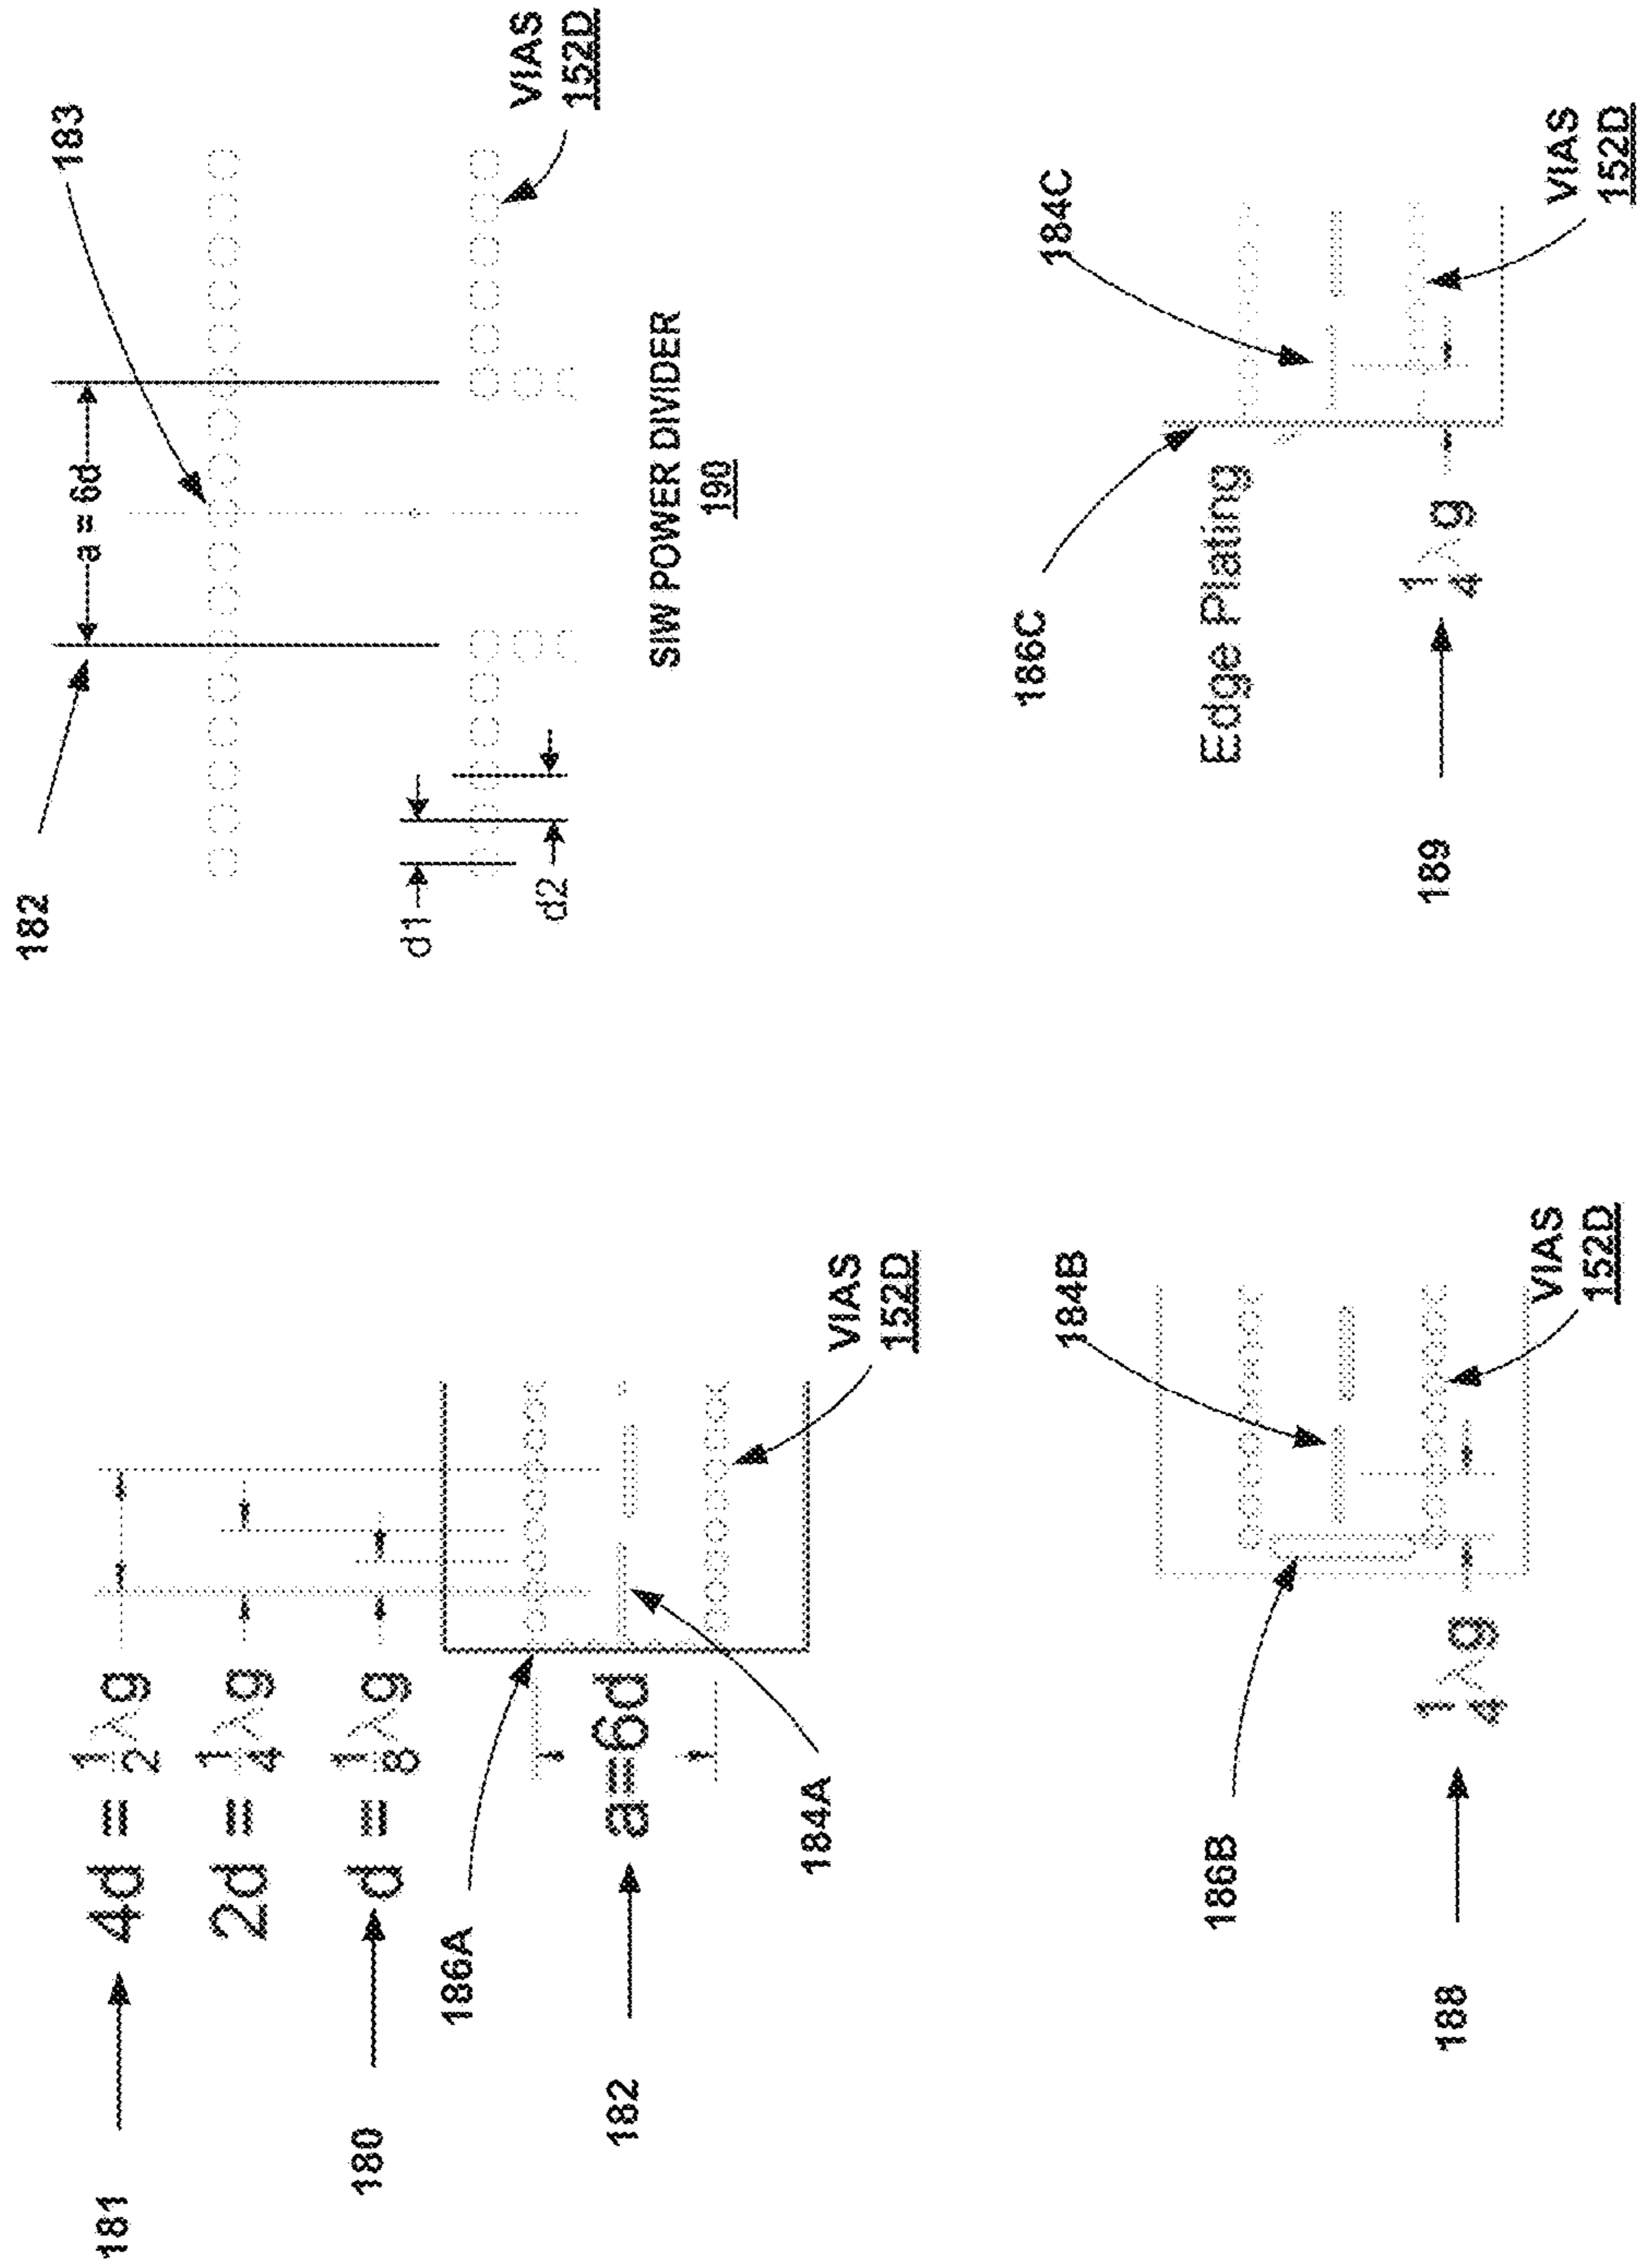 181
4d = 1/2 λg
2d = 1/4 λg
180
d = 1/8 λg
186A
182
a=6d
184A
VIAS
152D
182
a = 6d
183
d1
d2
VIAS
152D
SIW POWER DIVIDER
190
186B
184B
188
1/4 λg
VIAS
152D
186C
184C
Edge Plating
189
1/4 λg
VIAS
152D